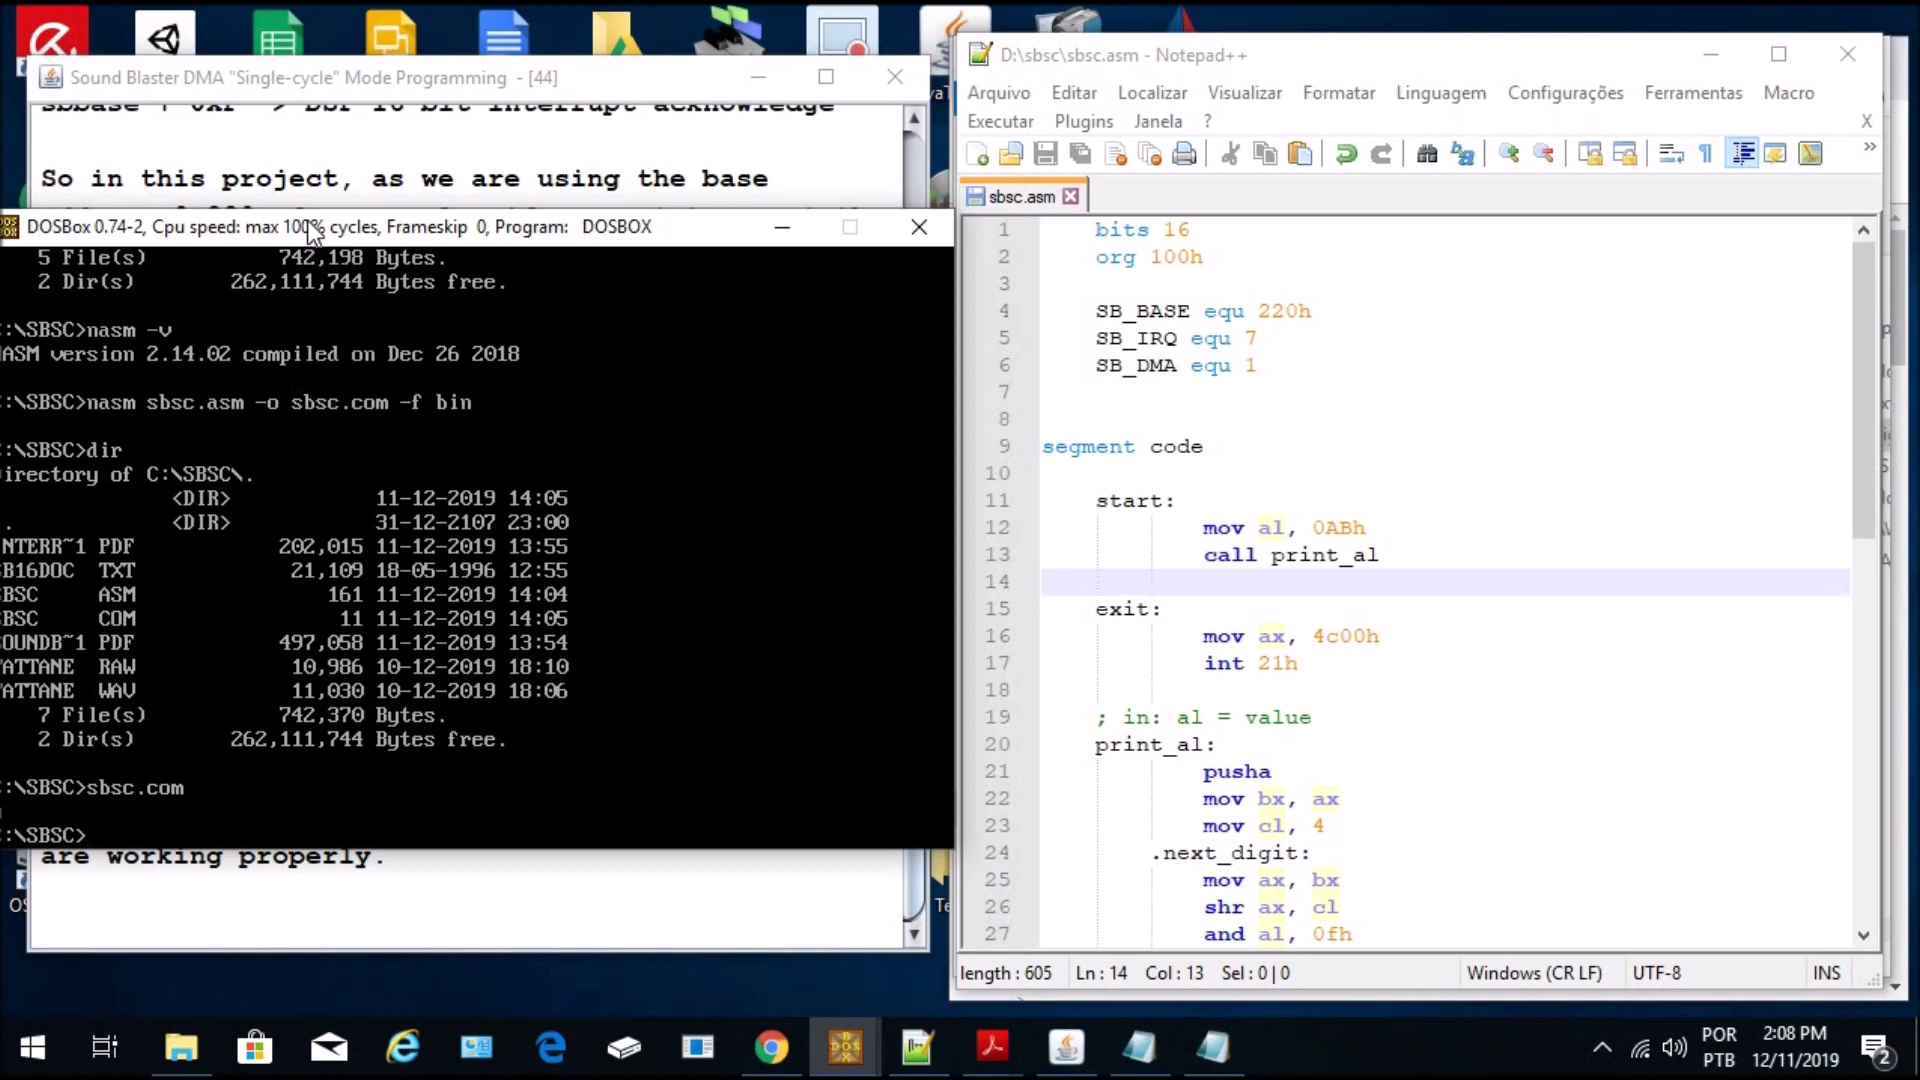 Sound Blaster DMA "Single-cycle" Mode Programming - [44]
sbbase + 0xF -> DSP 16 bit interrupt acknowledge
So in this project, as we are using the base
DOSBox 0.74-2, Cpu speed: max 100% cycles, Frameskip 0, Program: DOSBOX
5 File(s) 742,198 Bytes.
2 Dir(s) 262,111,744 Bytes free.
:\SBSC>nasm -v
ASM version 2.14.02 compiled on Dec 26 2018
:\SBSC>nasm sbsc.asm -o sbsc.com -f bin
:\SBSC>dir
irectory of C:\SBSC\.
<DIR> 11-12-2019 14:05
. <DIR> 31-12-2107 23:00
NTERR~1 PDF 202,015 11-12-2019 13:55
B16DOC TXT 21,109 18-05-1996 12:55
BSC ASM 161 11-12-2019 14:04
BSC COM 11 11-12-2019 14:05
OUNDB~1 PDF 497,058 11-12-2019 13:54
ATTANE RAW 10,986 10-12-2019 18:10
ATTANE WAV 11,030 10-12-2019 18:06
7 File(s) 742,370 Bytes.
2 Dir(s) 262,111,744 Bytes free.
:\SBSC>sbsc.com
:\SBSC>
are working properly.
D:\sbsc\sbsc.asm - Notepad++
Arquivo Editar Localizar Visualizar Formatar Linguagem Configurações Ferramentas Macro
Executar Plugins Janela ? X
sbsc.asm
1 bits 16
2 org 100h
3
4 SB_BASE equ 220h
5 SB_IRQ equ 7
6 SB_DMA equ 1
7
8
9 segment code
10
11 start:
12 mov al, 0ABh
13 call print_al
14
15 exit:
16 mov ax, 4c00h
17 int 21h
18
19 ; in: al = value
20 print_al:
21 pusha
22 mov bx, ax
23 mov cl, 4
24 .next_digit:
25 mov ax, bx
26 shr ax, cl
27 and al, 0fh
length : 605 Ln : 14 Col : 13 Sel : 0 | 0 Windows (CR LF) UTF-8 INS
POR 2:08 PM
PTB 12/11/2019 2